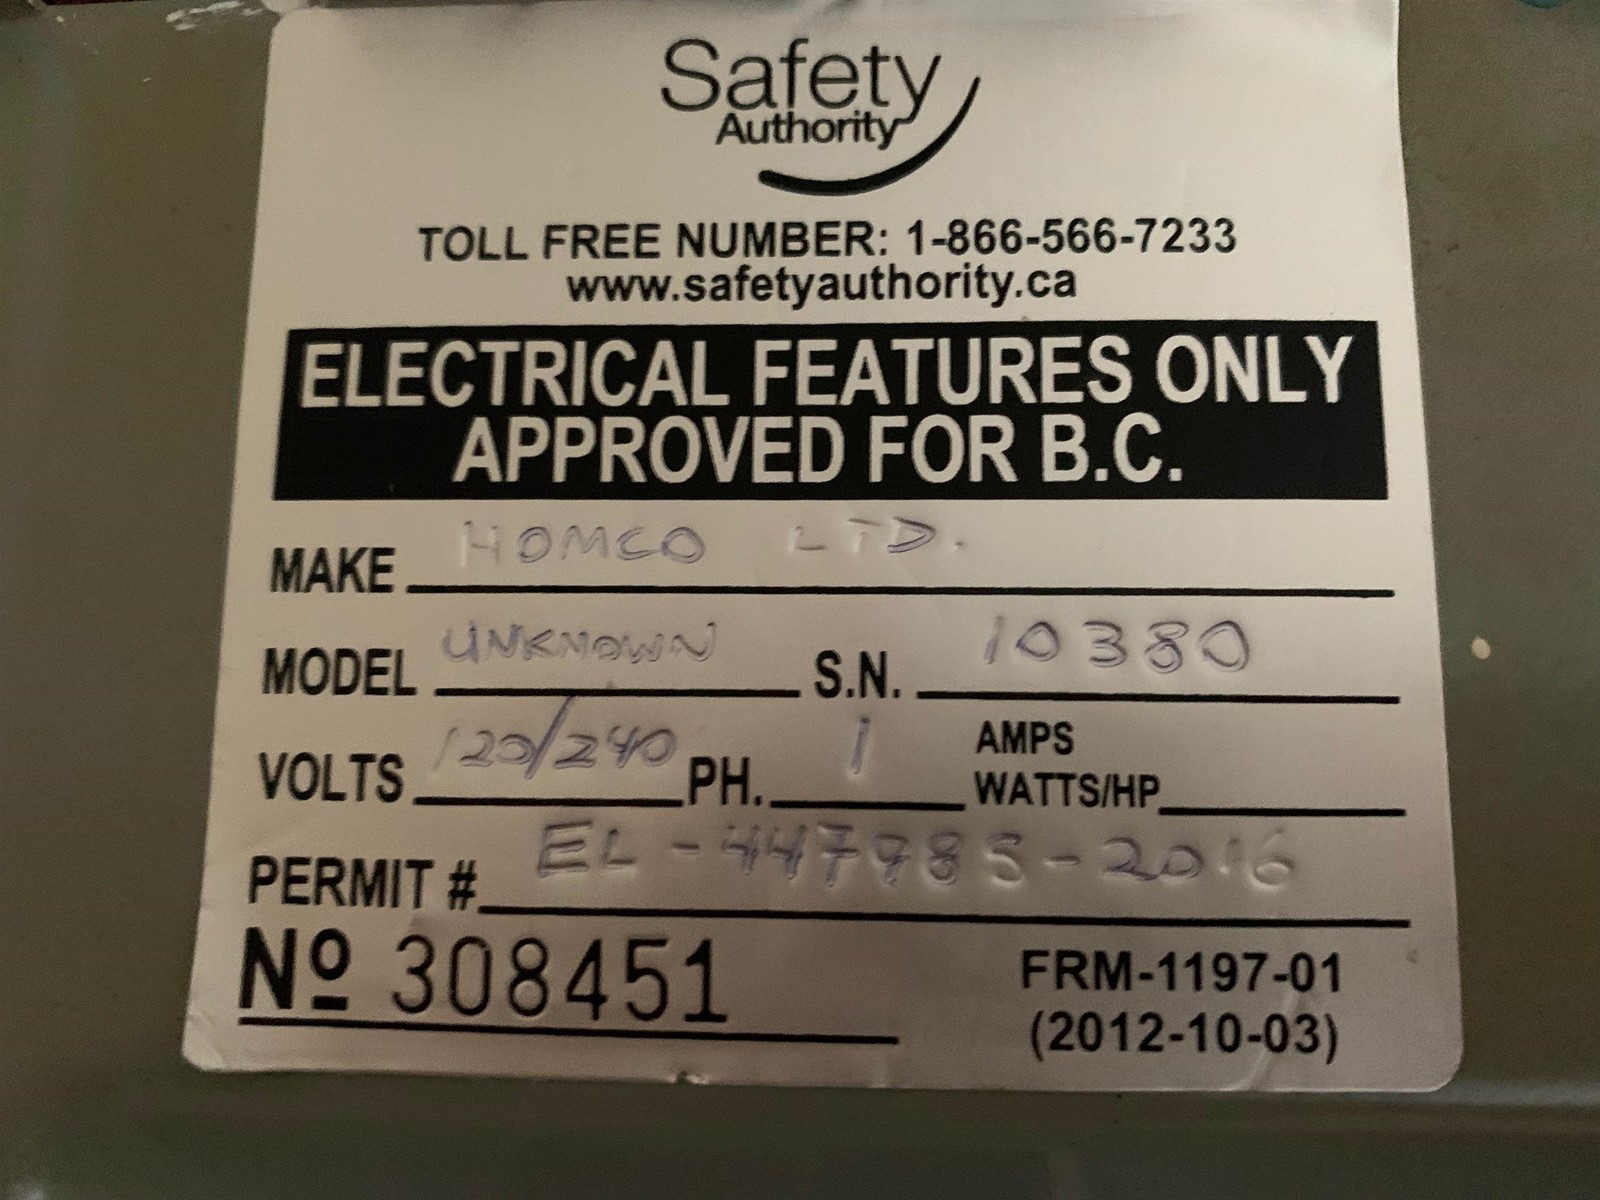 Safety
Authority
TOLL FREE NUMBER: 1-866-566-7233
www.safetyauthority.ca
ELECTRICAL FEATURES ONLY
APPROVED FOR B.C.
MAKE HOMCO LTD.
MODEL UNKNOWN S.N. 10380
VOLTS 120/240 PH. 1 AMPS
WATTS/HP
PERMIT # EL-447985-2016
Nº 308451 FRM-1197-01
(2012-10-03)